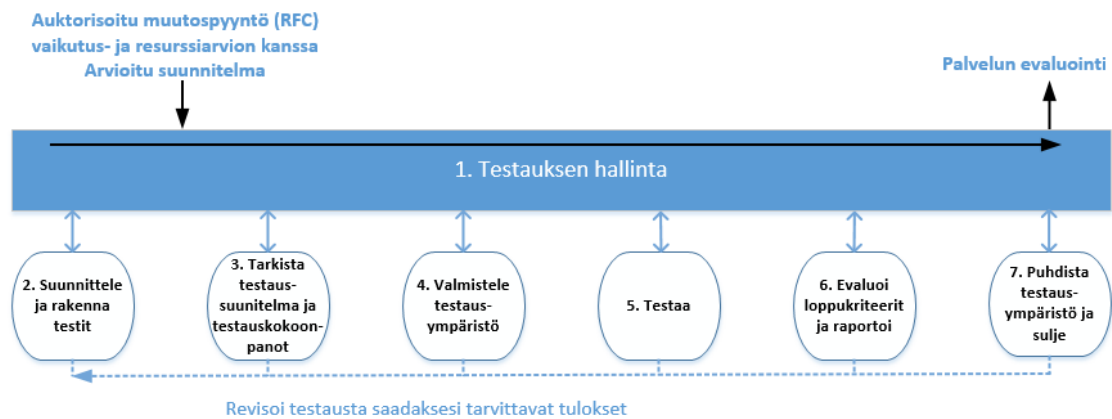 Auktorisoitu muutospyyntö (RFC)
vaikutus- ja resurssiarvion kanssa
Arvioitu suunnitelma
Palvelun evaluointi
1. Testauksen hallinta
2. Suunnittele
ja rakenna
testit
3. Tarkista
testaus-
suunitelma ja
testauskokoon-
panot
4. Valmistele
testaus-
ympäristö
5. Testaa
6. Evaluoi
loppukriteerit
ja raportoi
7. Puhdista
testaus-
ympäristö ja
sulje
Revisoi testausta saadaksesi tarvittavat tulokset